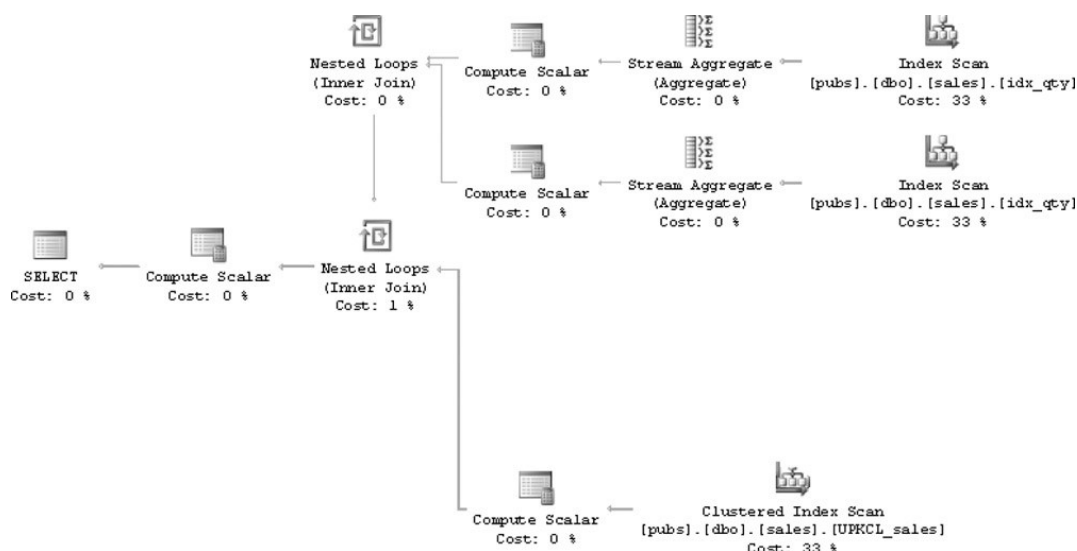 Nested Loops
(Inner Join)
Cost: 0 %
Compute Scalar
Cost: 0 %
Stream Aggregate
(Aggregate)
Cost: 0 %
Index Scan
[pubs].[dbo].[sales].[idx_qty]
Cost: 33 %
Compute Scalar
Cost: 0 %
Stream Aggregate
(Aggregate)
Cost: 0 %
Index Scan
[pubs].[dbo].[sales].[idx_qty]
Cost: 33 %
SELECT
Cost: 0 %
Compute Scalar
Cost: 0 %
Nested Loops
(Inner Join)
Cost: 1 %
Compute Scalar
Cost: 0 %
Clustered Index Scan
[pubs].[dbo].[sales].[UPKCL_sales]
Cost: 33 %